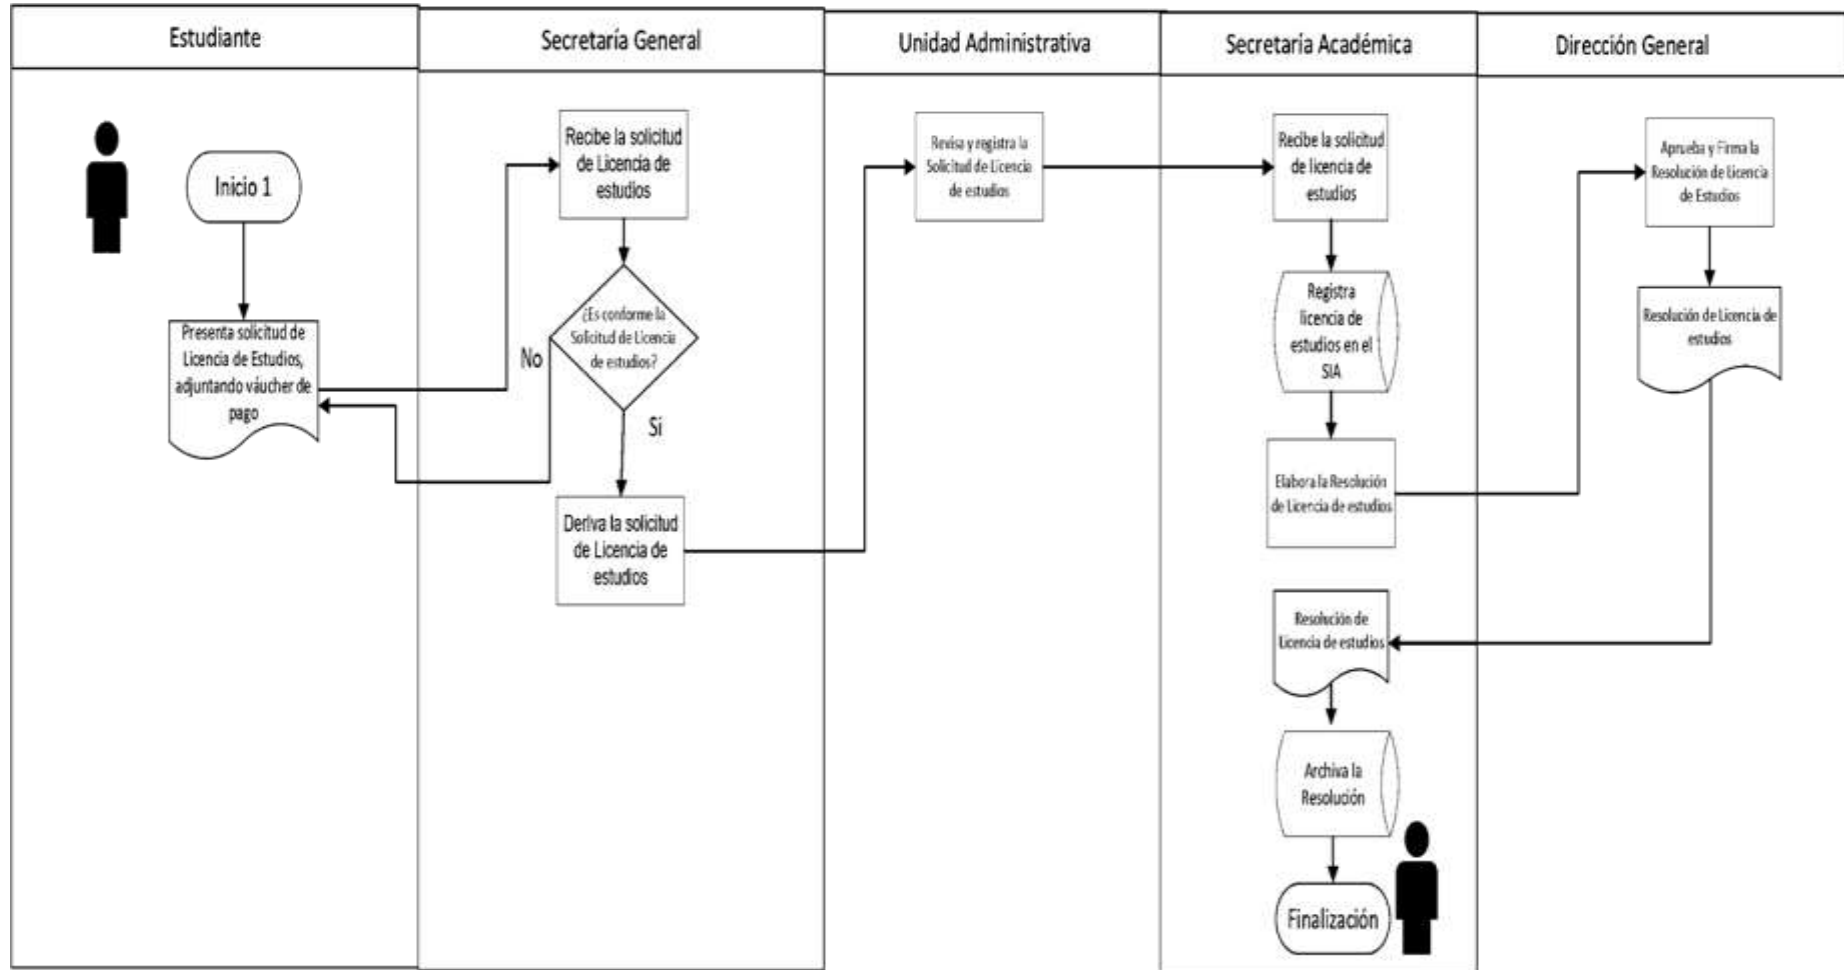 Estudiante
Secretaría General
Unidad Administrativa
Secretaría Académica
Dirección General
Inicio 1
Presenta solicitud de
Licencia de Estudios,
adjuntando váucher de
pago
Recibe la solicitud
de Licencia de
estudios
¿Es conforme la
Solicitud de Licencia
de estudios?
No
Sí
Deriva la solicitud
de Licencia de
estudios
Revisa y registra la
Solicitud de Licencia
de estudios
Recibe la solicitud
de licencia de
estudios
Registra
licencia de
estudios en el
SIA
Elabora la Resolución
de Licencia de estudios
Aprueba y Firma la
Resolución de Licencia
de Estudios
Resolución de Licencia de
estudios
Resolución de
Licencia de estudios
Archiva la
Resolución
Finalización